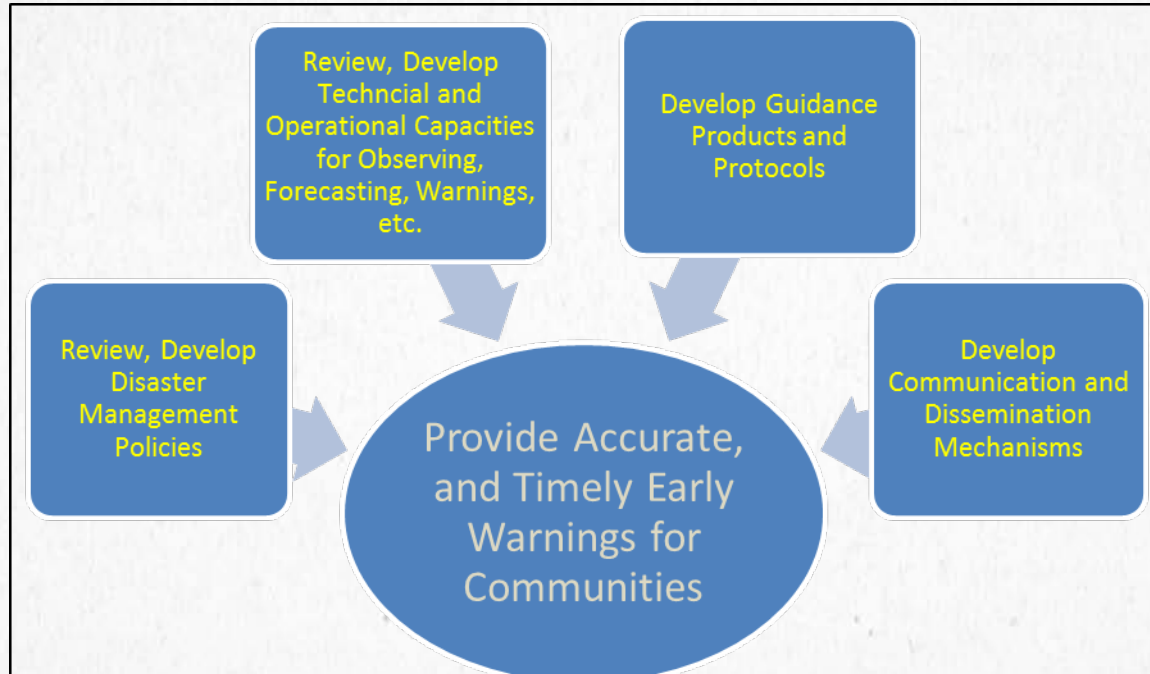 Review, Develop
Techncial and
Operational Capacities
for Observing,
Forecasting, Warnings,
etc.
Develop Guidance
Products and
Protocols
Review, Develop
Disaster
Management
Policies
Develop
Communication and
Dissemination
Mechanisms
Provide Accurate,
and Timely Early
Warnings for
Communities